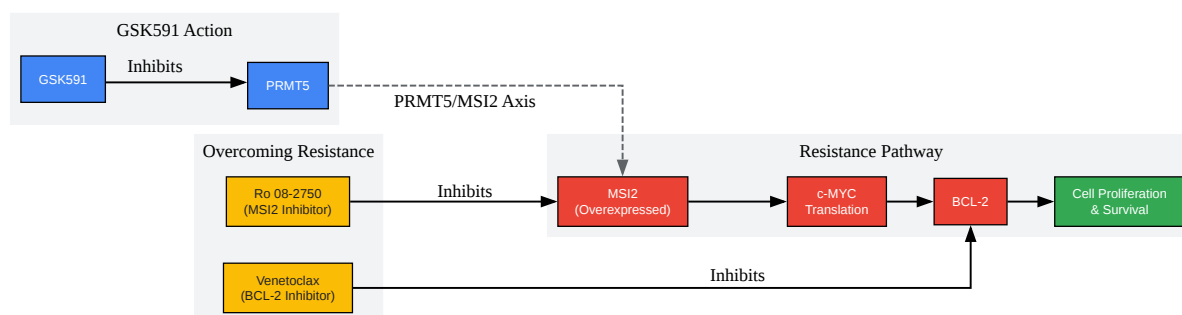 GSK591 Action
GSK591
Inhibits
PRMT5
PRMT5/MSI2 Axis
Overcoming Resistance
Ro 08-2750
(MSI2 Inhibitor)
Inhibits
Venetoclax
(BCL-2 Inhibitor)
Inhibits
Resistance Pathway
MSI2
(Overexpressed)
c-MYC
Translation
BCL-2
Cell Proliferation
& Survival